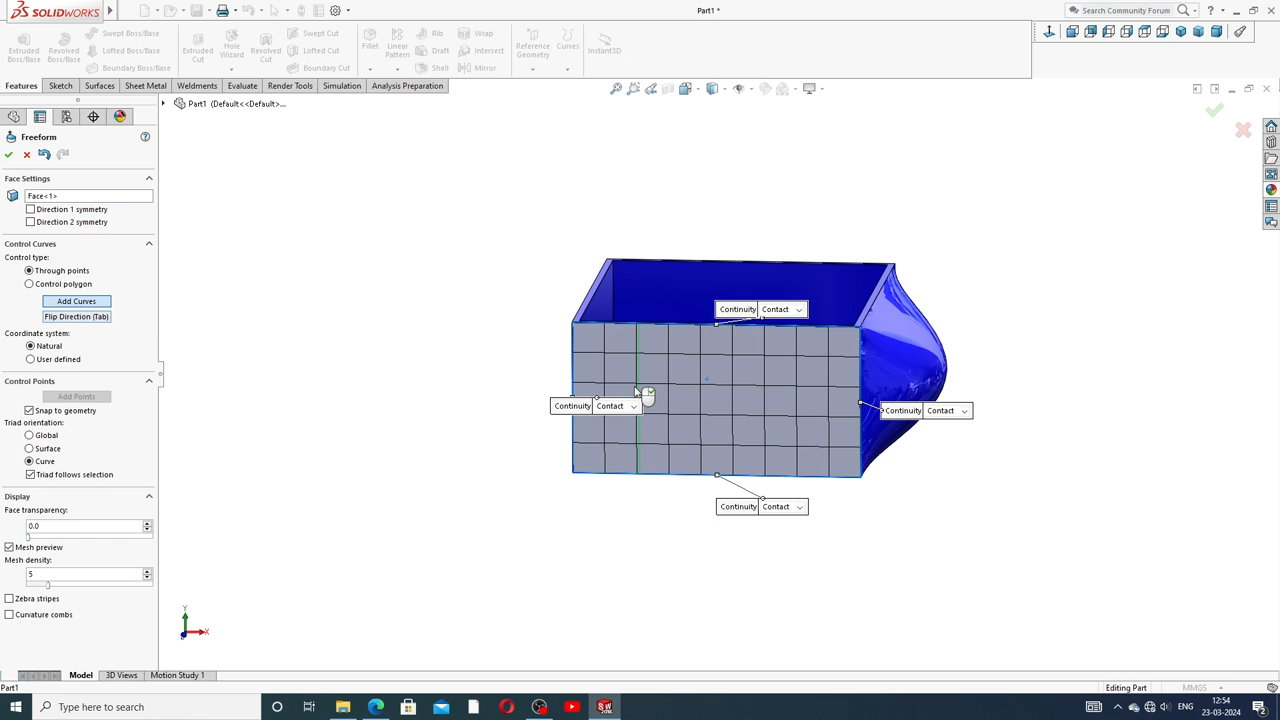 SOLIDWORKS
Part1 *
Search Community Forum
Extruded Boss/Base
Revolved Boss/Base
Swept Boss/Base
Lofted Boss/Base
Boundary Boss/Base
Extruded Cut
Hole Wizard
Revolved Cut
Swept Cut
Lofted Cut
Boundary Cut
Fillet
Linear Pattern
Rib
Draft
Shell
Wrap
Intersect
Mirror
Reference Geometry
Curves
Instant3D
Features
Sketch
Surfaces
Sheet Metal
Weldments
Evaluate
Render Tools
Simulation
Analysis Preparation
Part1 (Default<<Default>...
Freeform
Face Settings
Face<1>
Direction 1 symmetry
Direction 2 symmetry
Control Curves
Control type:
Through points
Control polygon
Add Curves
Flip Direction (Tab)
Coordinate system:
Natural
User defined
Control Points
Add Points
Snap to geometry
Triad orientation:
Global
Surface
Curve
Triad follows selection
Display
Face transparency:
0.0
Mesh preview
Mesh density:
5
Zebra stripes
Curvature combs
Continuity Contact
Continuity Contact
Continuity Contact
Continuity Contact
Y
X
Model
3D Views
Motion Study 1
Part1
Editing Part
MMGS
Type here to search
ENG
12:54
23-03-2024